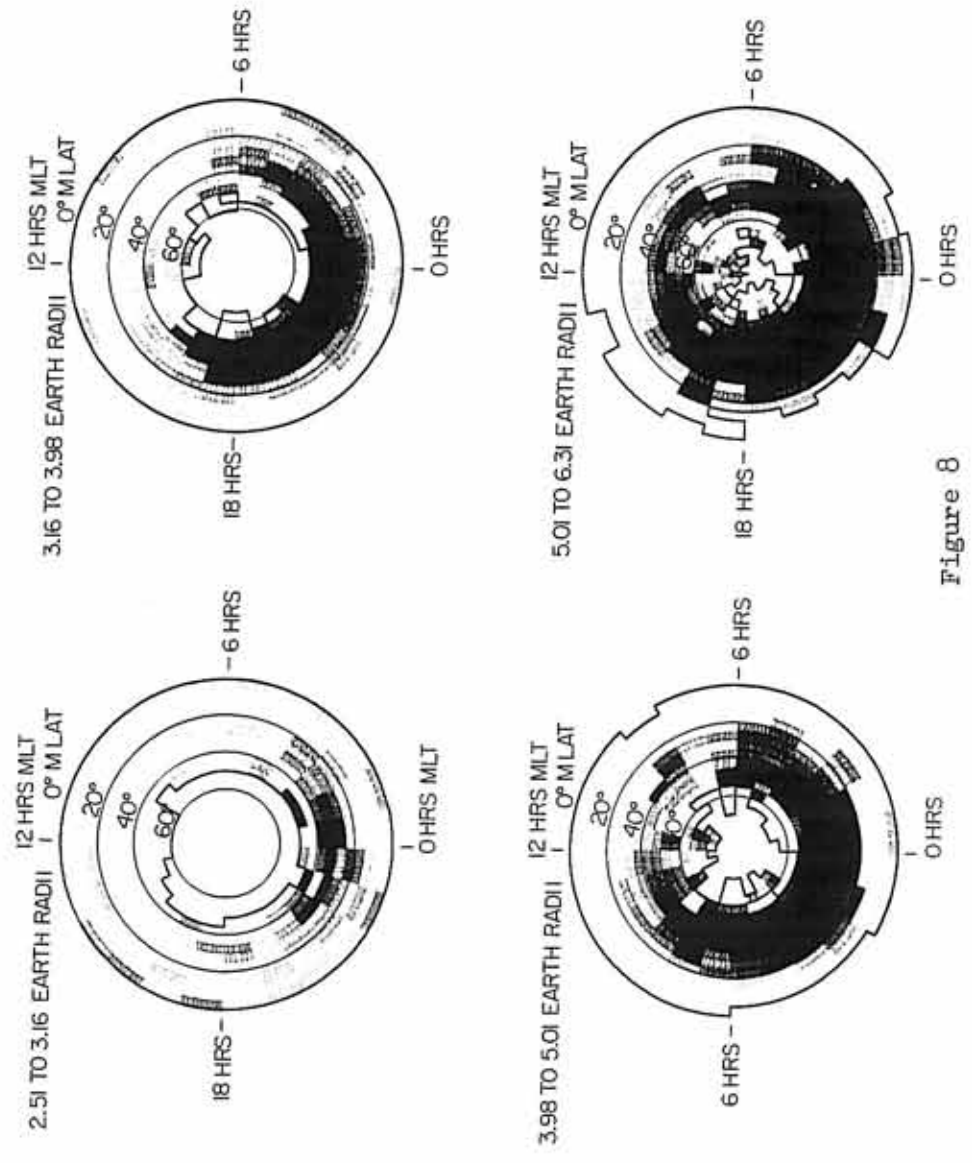 2.51 TO 3.16 EARTH RADII
12 HRS MLT
0° M LAT
20°
40°
60°
18 HRS
6 HRS
0 HRS MLT
3.16 TO 3.98 EARTH RADII
12 HRS MLT
0° M LAT
20°
40°
60°
18 HRS
6 HRS
0 HRS
3.98 TO 5.01 EARTH RADII
12 HRS MLT
0° M LAT
20°
40°
6 HRS
6 HRS
0 HRS
5.01 TO 6.31 EARTH RADII
12 HRS MLT
0° M LAT
20°
40°
18 HRS
6 HRS
0 HRS
Figure 8